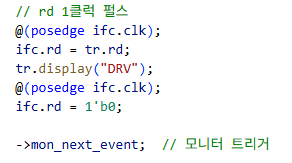 // rd 1클럭 펄스
@(posedge ifc.clk);
ifc.rd = tr.rd;
tr.display("DRV");
@(posedge ifc.clk);
ifc.rd = 1'b0;
->mon_next_event;  // 모니터 트리거